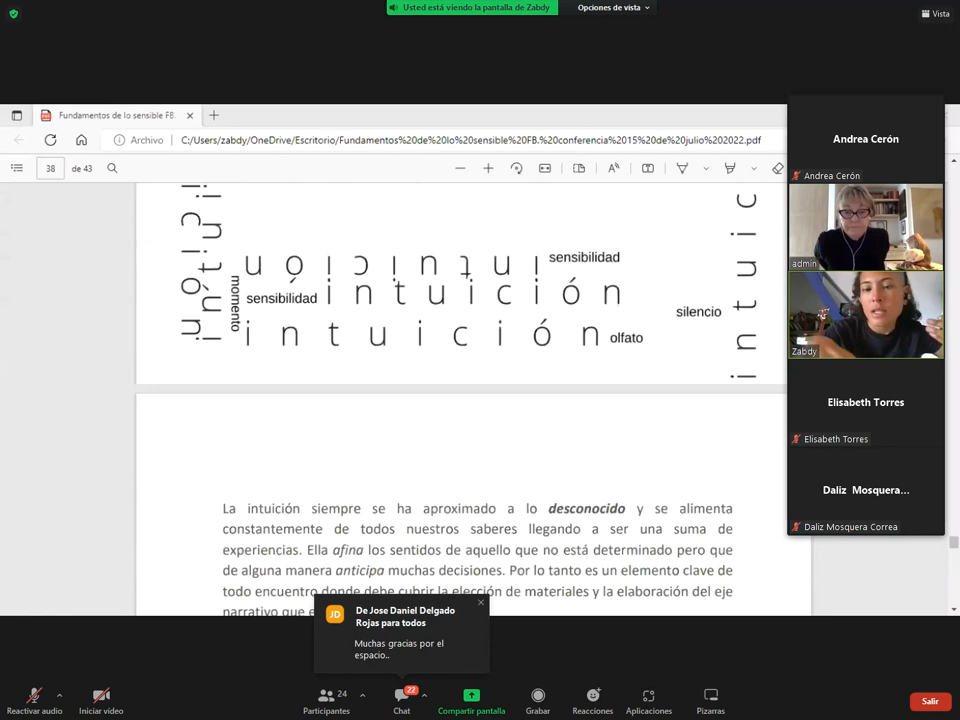 Usted está viendo la pantalla de Zabdy
Opciones de vista
Vista
Fundamentos de lo sensible FB.
Archivo
C:/Users/zabdy/OneDrive/Escritorio/Fundamentos%20de%20lo%20sensible%20FB.%20conferencia%2015%20de%20julio%202022.pdf
38
de 43
intuición
sensibilidad
momento
sensibilidad
intuición
silencio
intuición
olfato
La intuición siempre se ha aproximado a lo desconocido y se alimenta
constantemente de todos nuestros saberes llegando a ser una suma de
experiencias. Ella afina los sentidos de aquello que no está determinado pero que
de alguna manera anticipa muchas decisiones. Por lo tanto es un elemento clave de
todo encuentro donde debe cubrir la elección de materiales y la elaboración del eje
narrativo que
Andrea Cerón
Andrea Cerón
admin
Zabdy
Elisabeth Torres
Elisabeth Torres
Daliz Mosquera...
Daliz Mosquera Correa
JD
De Jose Daniel Delgado
Rojas para todos
Muchas gracias por el
espacio..
Reactivar audio
Iniciar video
24
Participantes
22
Chat
Compartir pantalla
Grabar
Reacciones
Aplicaciones
Pizarras
Salir